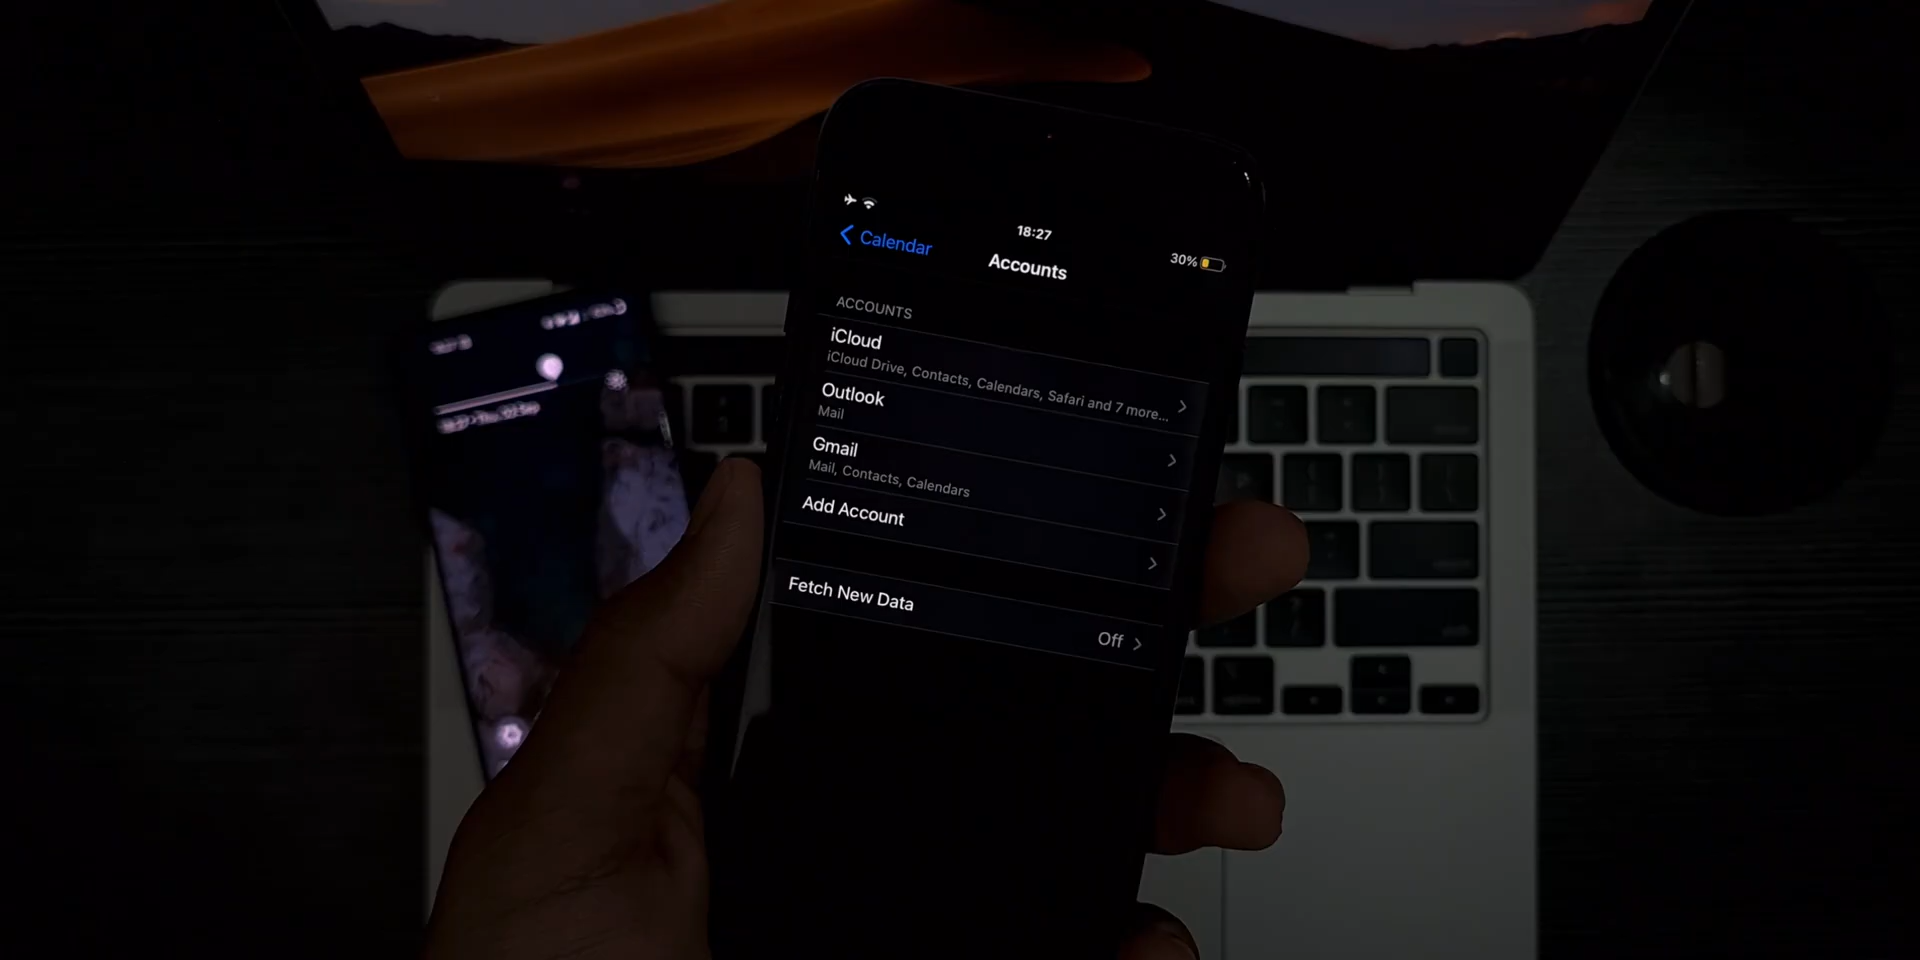 18:27
30%
Calendar
Accounts
ACCOUNTS
iCloud
iCloud Drive, Contacts, Calendars, Safari and 7 more...
Outlook
Mail
Gmail
Mail, Contacts, Calendars
Add Account
Fetch New Data
Off